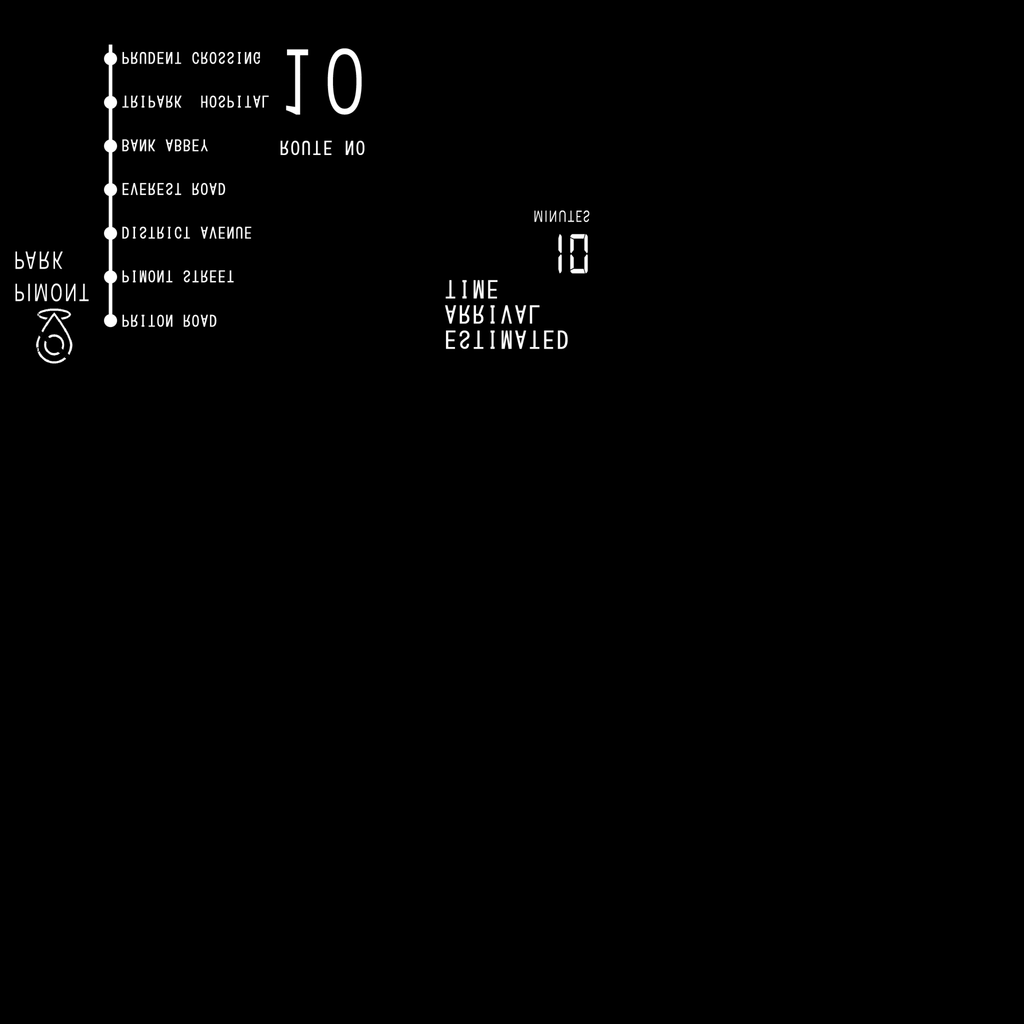 PIMONT
PARK
PRITON ROAD
PIMONT STREET
DISTRICT AVENUE
EVEREST ROAD
BANK ABBEY
TRIPARK HOSPITAL
PRUDENT CROSSING
ROUTE NO
10
ESTIMATED
ARRIVAL
TIME
10
MINUTES